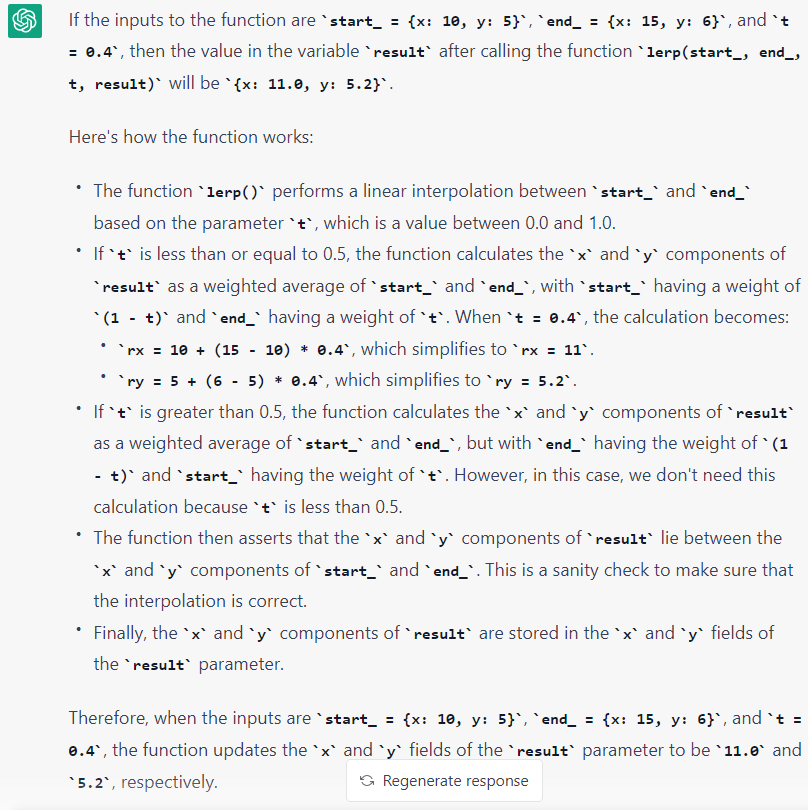 If the inputs to the function are `start_ = {x: 10, y: 5}`, `end_ = {x: 15, y: 6}`, and `t
= 0.4`, then the value in the variable `result` after calling the function `lerp(start_, end_,
t, result)` will be `{x: 11.0, y: 5.2}`.
Here's how the function works:
• The function `lerp()` performs a linear interpolation between `start_` and `end_`
based on the parameter `t`, which is a value between 0.0 and 1.0.
• If `t` is less than or equal to 0.5, the function calculates the `x` and `y` components of
`result` as a weighted average of `start_` and `end_`, with `start_` having a weight of
`(1 - t)` and `end_` having a weight of `t`. When `t = 0.4`, the calculation becomes:
• `rx = 10 + (15 - 10) * 0.4`, which simplifies to `rx = 11`.
• `ry = 5 + (6 - 5) * 0.4`, which simplifies to `ry = 5.2`.
• If `t` is greater than 0.5, the function calculates the `x` and `y` components of `result`
as a weighted average of `start_` and `end_`, but with `end_` having the weight of `(1
- t)` and `start_` having the weight of `t`. However, in this case, we don't need this
calculation because `t` is less than 0.5.
• The function then asserts that the `x` and `y` components of `result` lie between the
`x` and `y` components of `start_` and `end_`. This is a sanity check to make sure that
the interpolation is correct.
• Finally, the `x` and `y` components of `result` are stored in the `x` and `y` fields of
the `result` parameter.
Therefore, when the inputs are `start_ = {x: 10, y: 5}`, `end_ = {x: 15, y: 6}`, and `t =
0.4`, the function updates the `x` and `y` fields of the `result` parameter to be `11.0` and
`5.2`, respectively.
Regenerate response